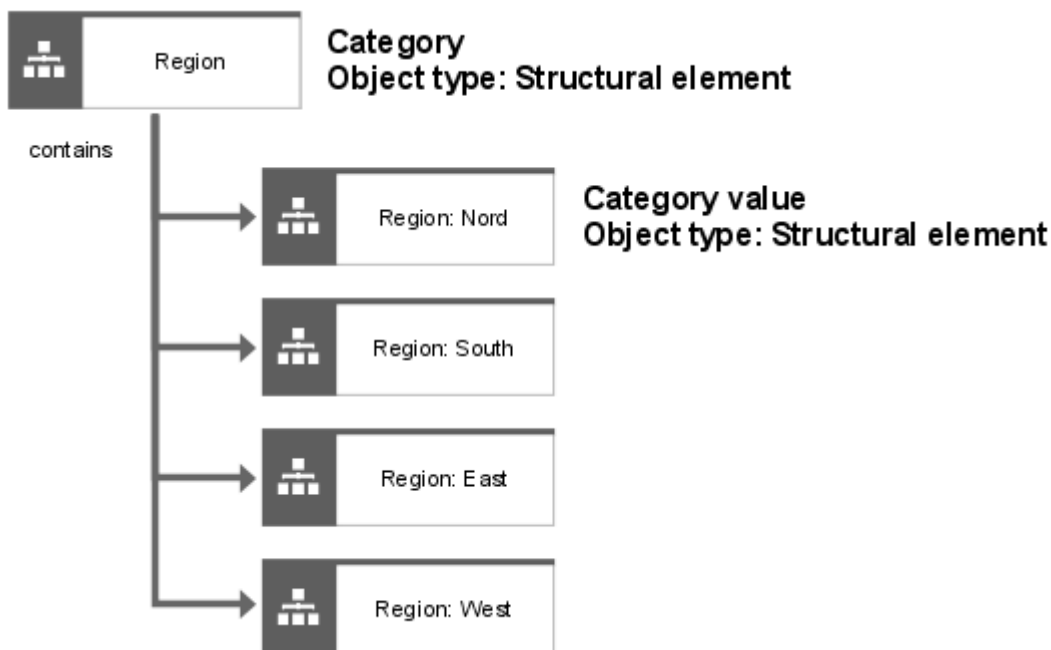 Region
Category
Object type: Structural element
contains
Region: Nord
Category value
Object type: Structural element
Region: South
Region: East
Region: West